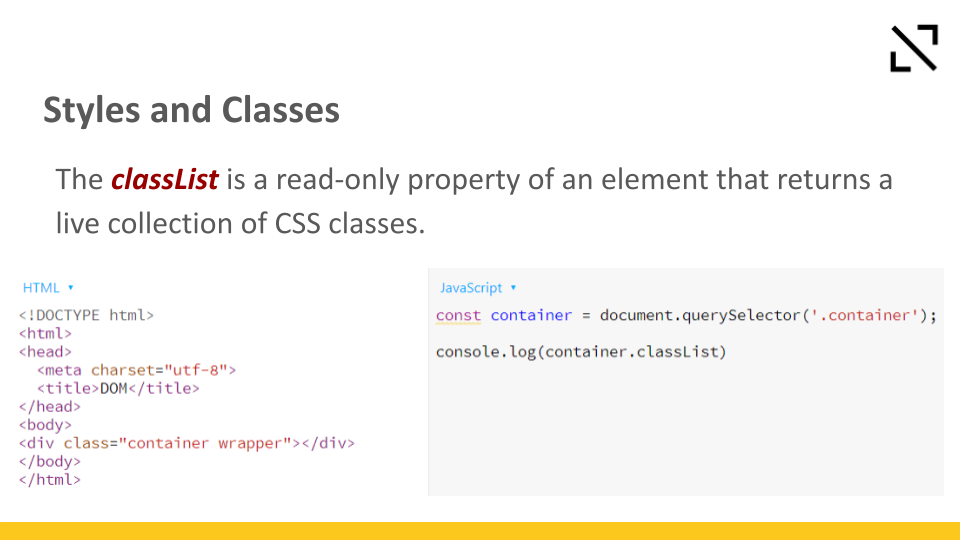 Styles and Classes
The classList is a read-only property of an element that returns a
live collection of CSS classes.
HTML ▾
<!DOCTYPE html>
<html>
<head>
  <meta charset="utf-8">
  <title>DOM</title>
</head>
<body>
<div class="container wrapper"></div>
</body>
</html>
JavaScript ▾
const container = document.querySelector('.container');
console.log(container.classList)